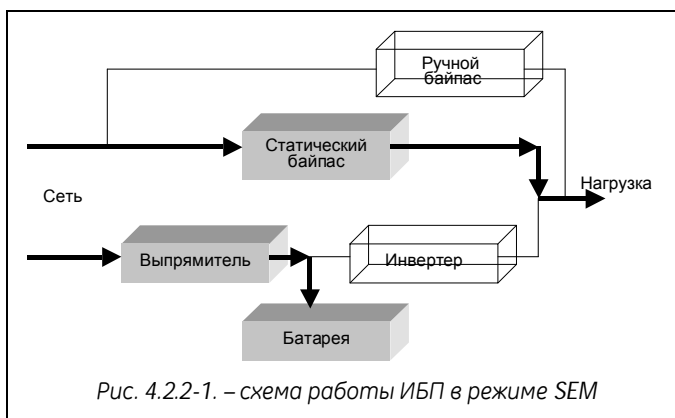 Ручной
байпас
Статический
байпас
Сеть
Нагрузка
Выпрямитель
Инвертер
Батарея
Рис. 4.2.2-1. – схема работы ИБП в режиме SEM